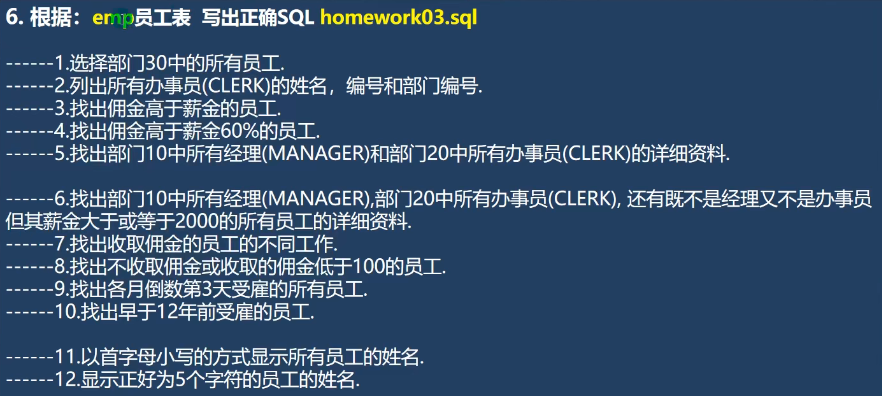 6. 根据：emp员工表 写出正确SQL homework03.sql
------1.选择部门30中的所有员工.
------2.列出所有办事员(CLERK)的姓名，编号和部门编号.
------3.找出佣金高于薪金的员工.
------4.找出佣金高于薪金60%的员工.
------5.找出部门10中所有经理(MANAGER)和部门20中所有办事员(CLERK)的详细资料.
------6.找出部门10中所有经理(MANAGER),部门20中所有办事员(CLERK), 还有既不是经理又不是办事员
但其薪金大于或等于2000的所有员工的详细资料.
------7.找出收取佣金的员工的不同工作.
------8.找出不收取佣金或收取的佣金低于100的员工.
------9.找出各月倒数第3天受雇的所有员工.
------10.找出早于12年前受雇的员工.
------11.以首字母小写的方式显示所有员工的姓名.
------12.显示正好为5个字符的员工的姓名.